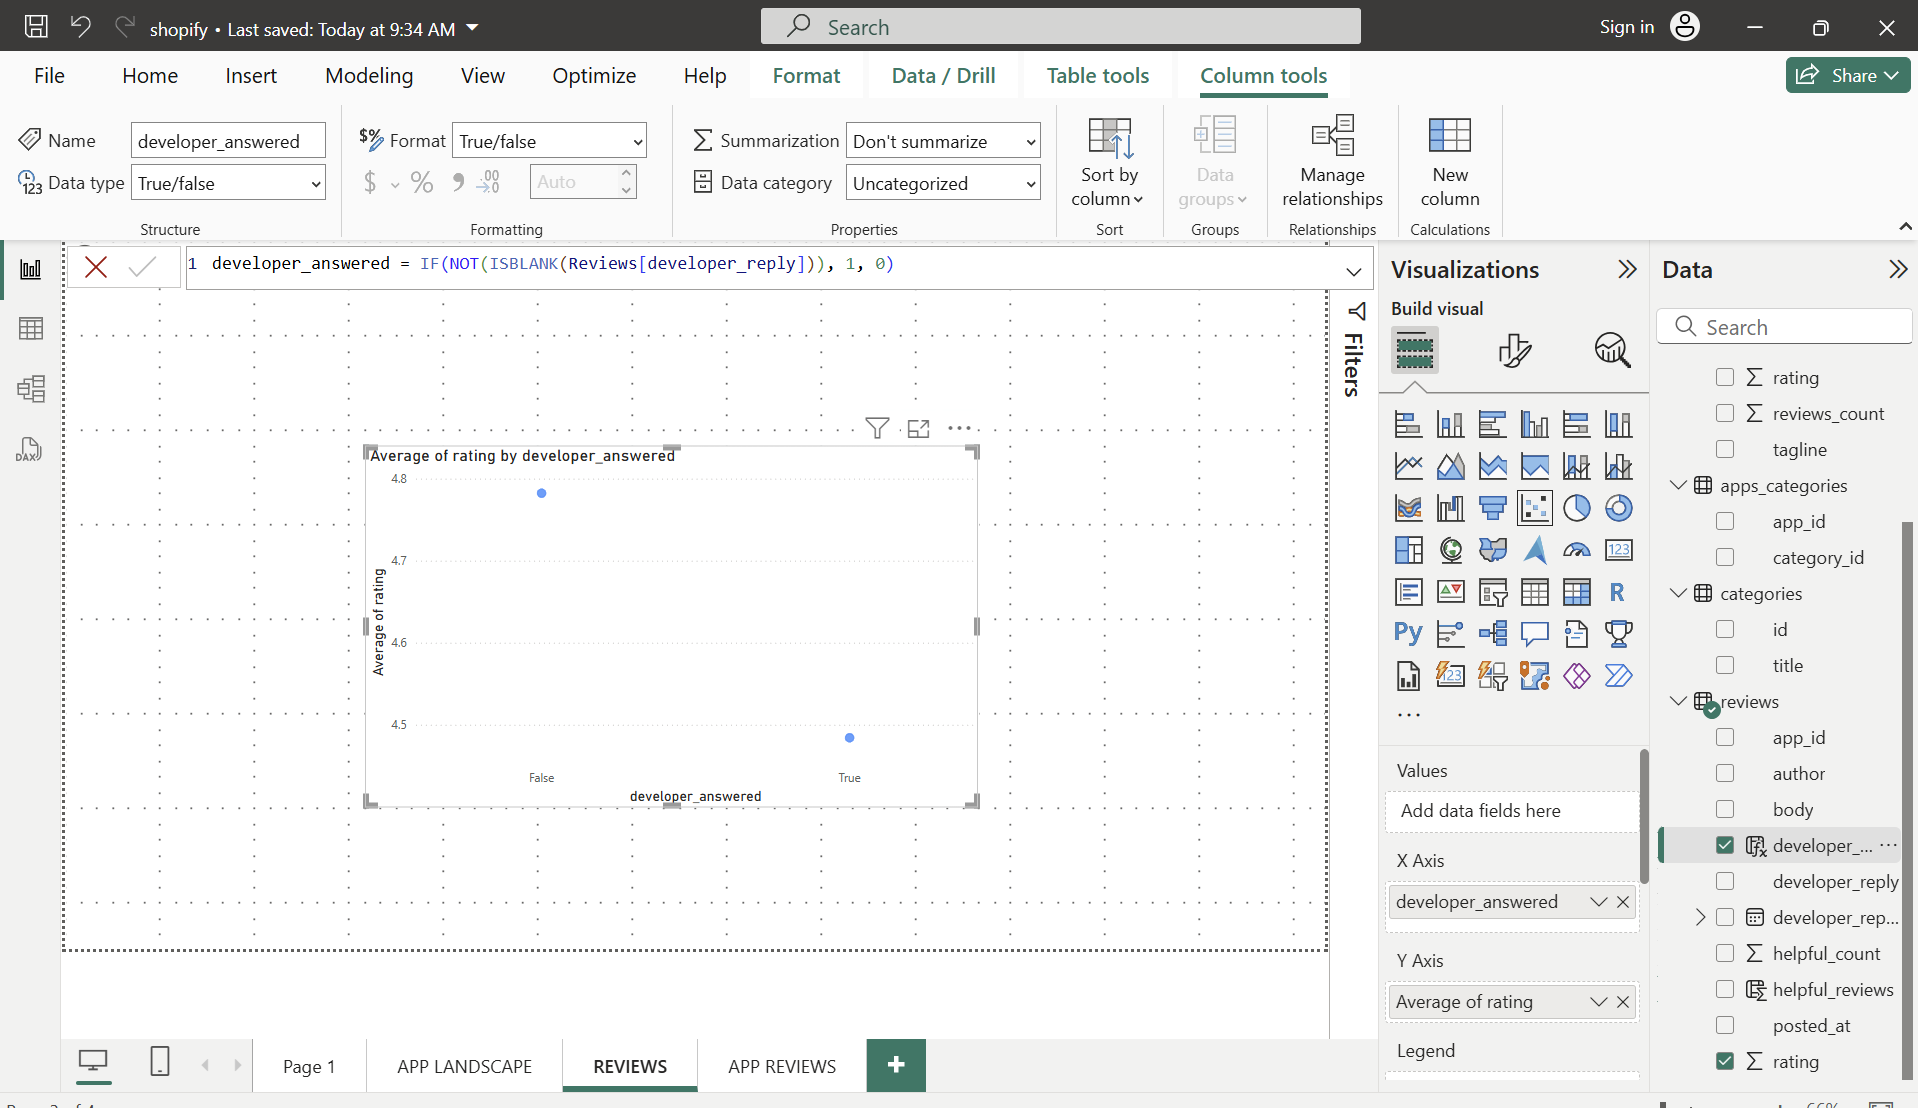 shopify • Last saved: Today at 9:34 AM
Search
Sign in
File Home Insert Modeling View Optimize Help Format Data / Drill Table tools Column tools
Share
Name developer_answered
$% Format True/false
Summarization Don't summarize
Data type True/false
$ % 00 Auto
Data category Uncategorized
Sort by column
Data groups
Manage relationships
New column
Structure Formatting Properties Sort Groups Relationships Calculations
1 developer_answered = IF(NOT(ISBLANK(Reviews[developer_reply])), 1, 0)
DAX
Average of rating by developer_answered
4.8
4.7
4.6
4.5
Average of rating
False True
developer_answered
Filters
Visualizations
Build visual
123
R
Py
123
Values
Add data fields here
X Axis
developer_answered
Y Axis
Average of rating
Legend
Data
Search
rating
reviews_count
tagline
apps_categories
app_id
category_id
categories
id
title
reviews
app_id
author
body
developer_...
developer_reply
developer_rep...
helpful_count
helpful_reviews
posted_at
rating
Page 1 APP LANDSCAPE REVIEWS APP REVIEWS +